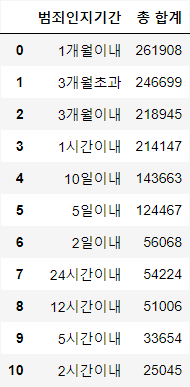 범죄인지기간 총 합계
0 1개월이내 261908
1 3개월초과 246699
2 3개월이내 218945
3 1시간이내 214147
4 10일이내 143663
5 5일이내 124467
6 2일이내 56068
7 24시간이내 54224
8 12시간이내 51006
9 5시간이내 33654
10 2시간이내 25045